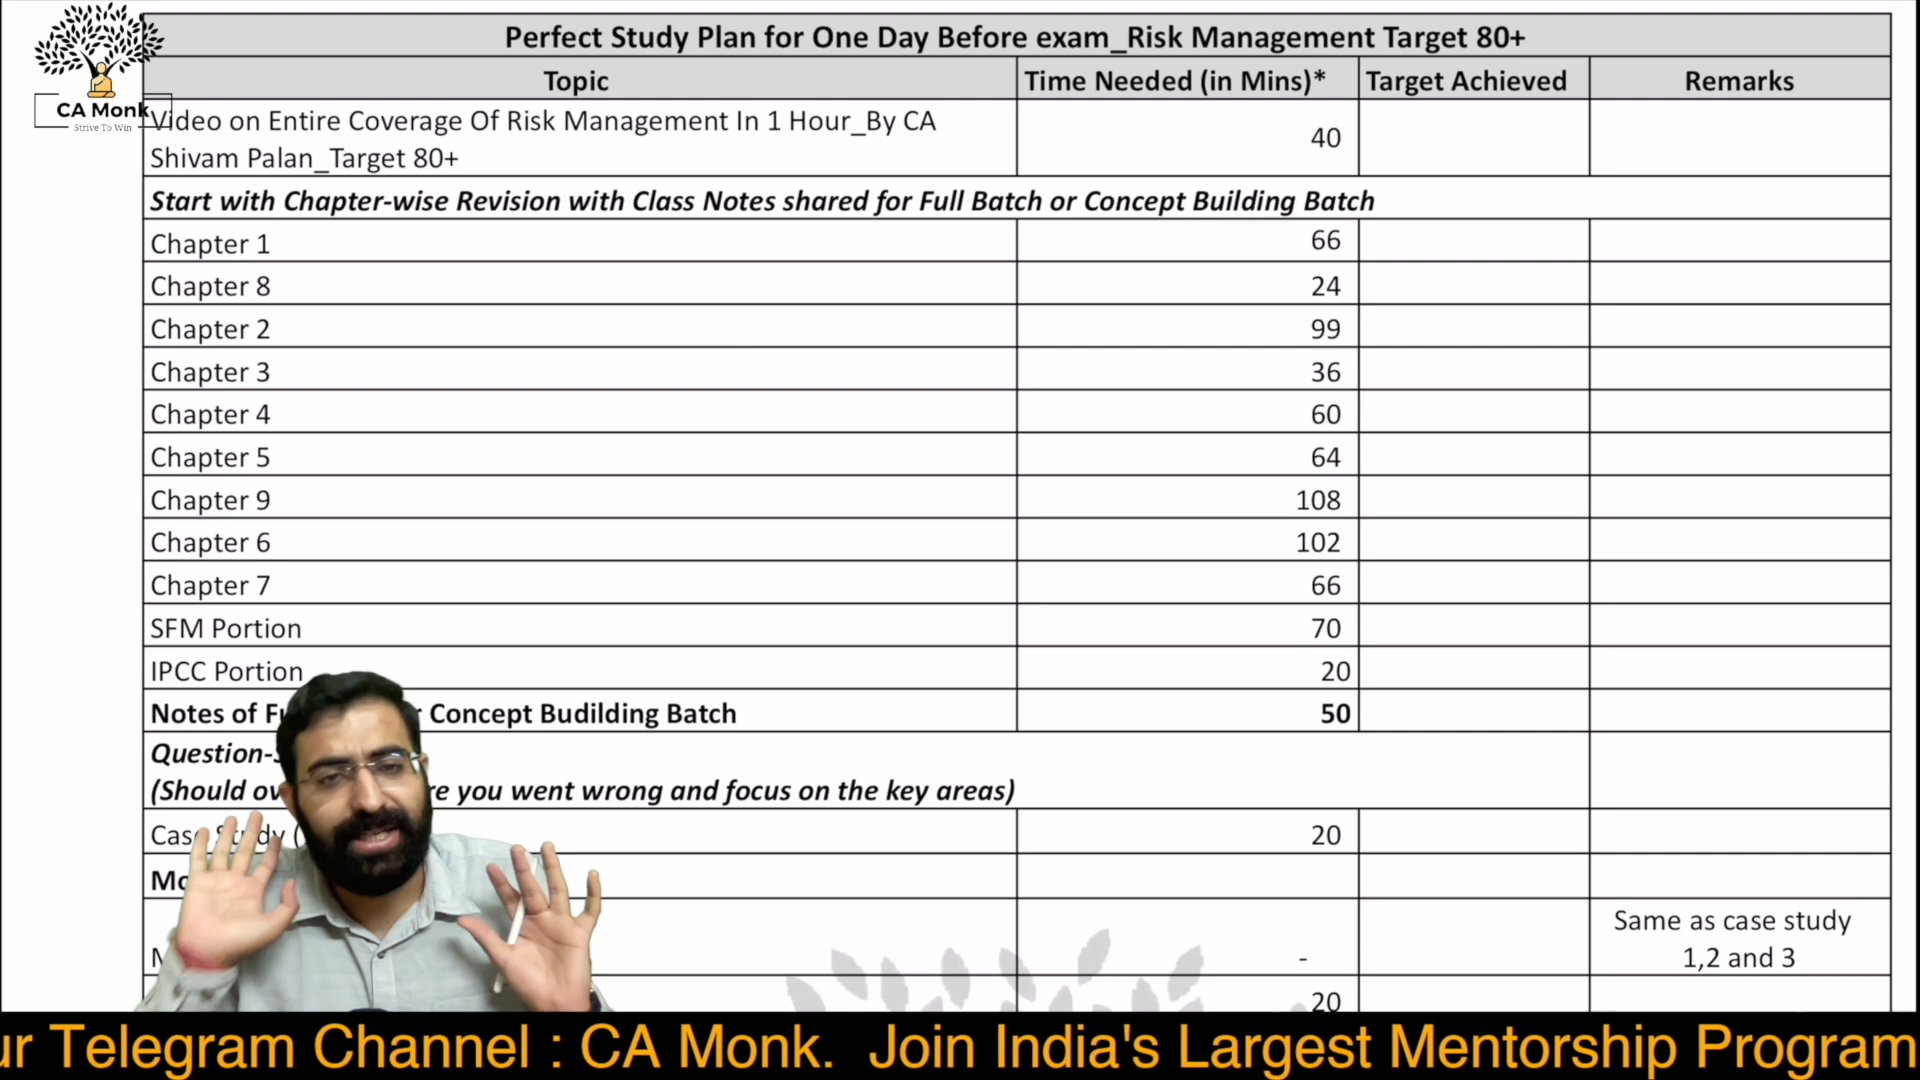 Perfect Study Plan for One Day Before exam_Risk Management Target 80+
Topic Time Needed (in Mins)* Target Achieved Remarks
CA Monk
Strive To Win
Video on Entire Coverage Of Risk Management In 1 Hour_By CA
Shivam Palan_Target 80+ 40
Start with Chapter-wise Revision with Class Notes shared for Full Batch or Concept Building Batch
Chapter 1 66
Chapter 8 24
Chapter 2 99
Chapter 3 36
Chapter 4 60
Chapter 5 64
Chapter 9 108
Chapter 6 102
Chapter 7 66
SFM Portion 70
IPCC Portion 20
Notes of Concept Budilding Batch 50
(Should you went wrong and focus on the key areas)
20
Same as case study
- 1,2 and 3
20
Telegram Channel : CA Monk. Join India's Largest Mentorship Program